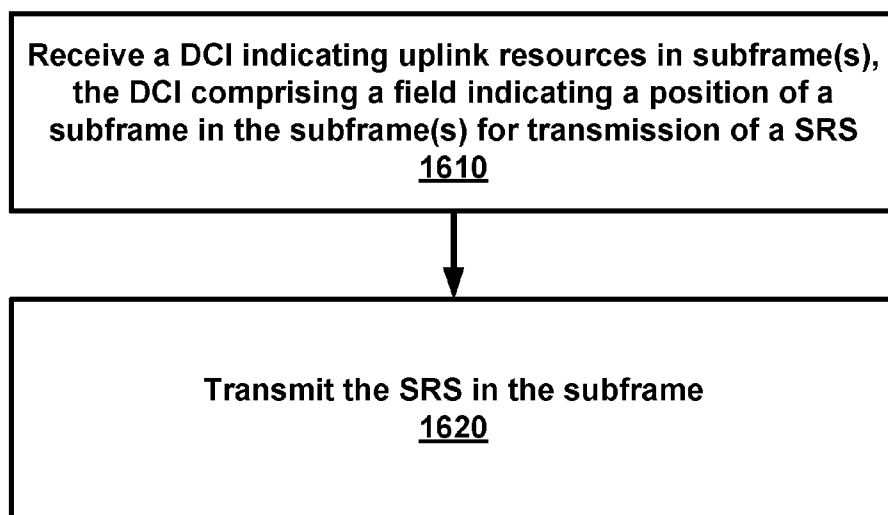 Receive a DCI indicating uplink resources in subframe(s),
the DCI comprising a field indicating a position of a
subframe in the subframe(s) for transmission of a SRS
1610
Transmit the SRS in the subframe
1620